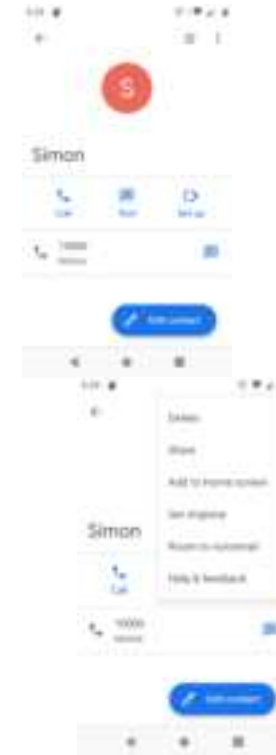 S
Simon
Call
Text
Set up
10000
Edit contact
Delete
Share
Add to Home screen
Set ringtone
Route to voicemail
Help & feedback
Simon
Call
10000
Edit contact